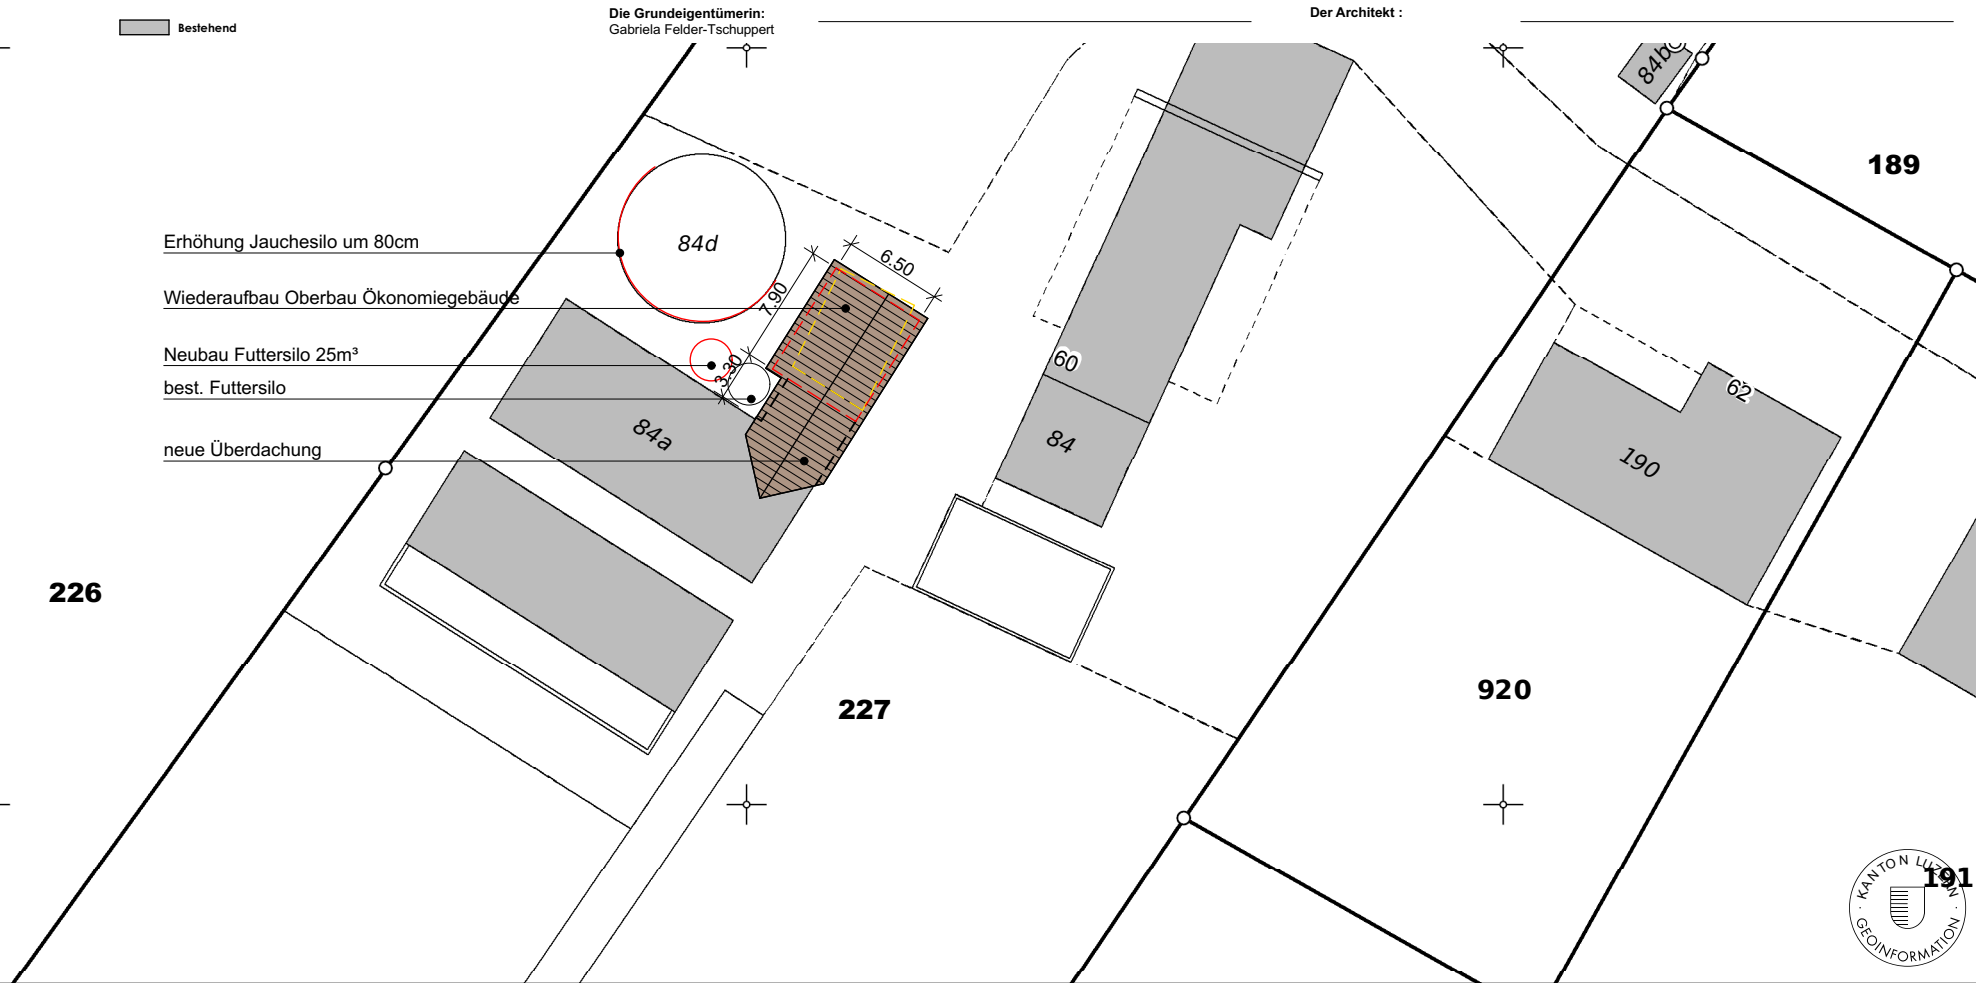 Bestehend
Die Grundeigentümerin:
Gabriela Felder-Tschuppert
Der Architekt :
84b
189
Erhöhung Jauchesilo um 80cm
84d
6.50
7.90
Wiederaufbau Oberbau Ökonomiegebäude
Neubau Futtersilo 25m³
3.30
best. Futtersilo
60
62
neue Überdachung
84a
84
190
226
227
920
191
KANTON LUZERN
GEOINFORMATION